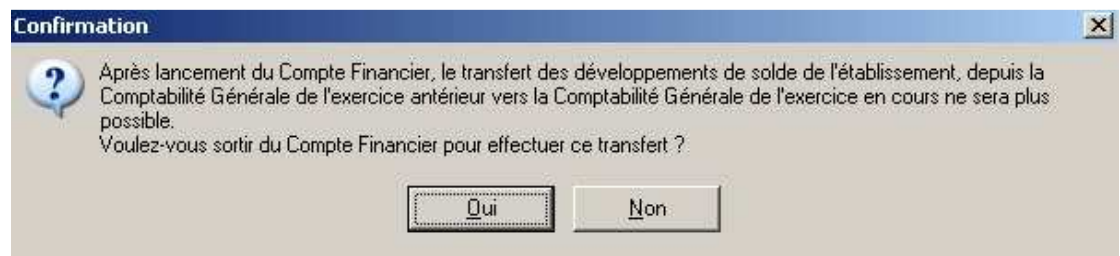 Confirmation
Après lancement du Compte Financier, le transfert des développements de solde de l'établissement, depuis la
Comptabilité Générale de l'exercice antérieur vers la Comptabilité Générale de l'exercice en cours ne sera plus
possible.
Voulez-vous sortir du Compte Financier pour effectuer ce transfert ?
Oui Non